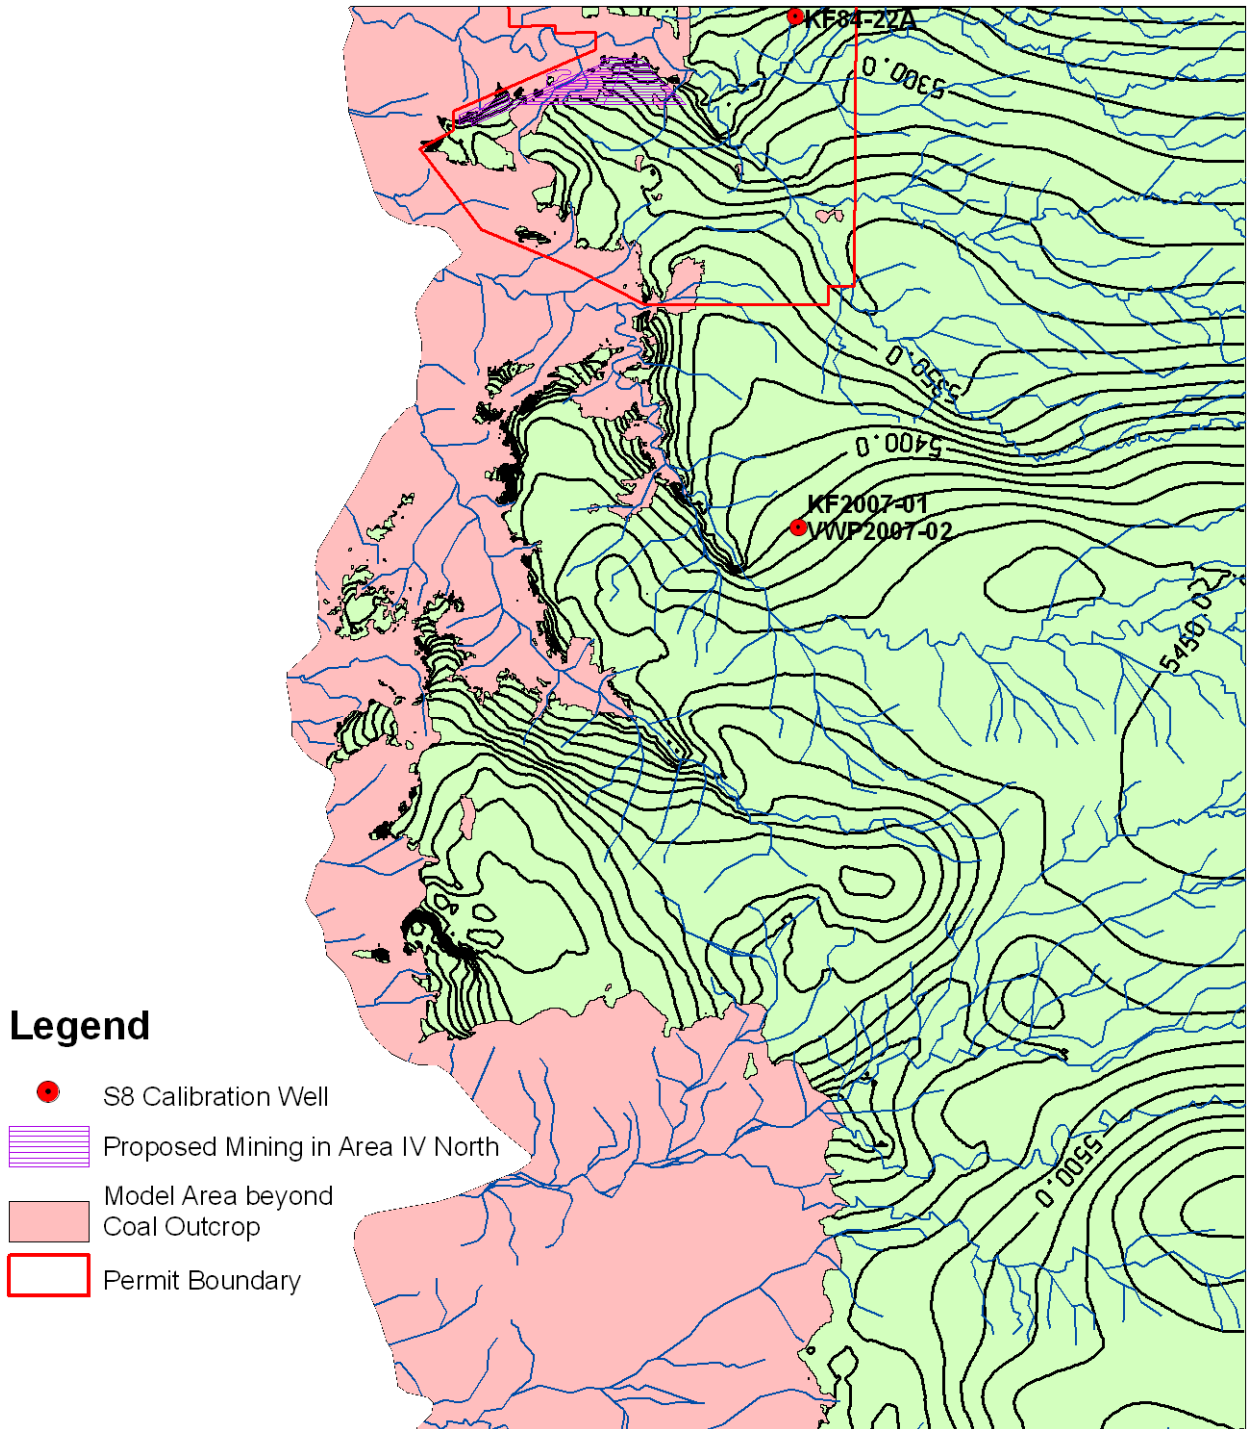 KF84-22A
5300.0
5350.0
5400.0
KF2007-01
VWP2007-02
5450.0
5500.0
Legend
S8 Calibration Well
Proposed Mining in Area IV North
Model Area beyond
Coal Outcrop
Permit Boundary